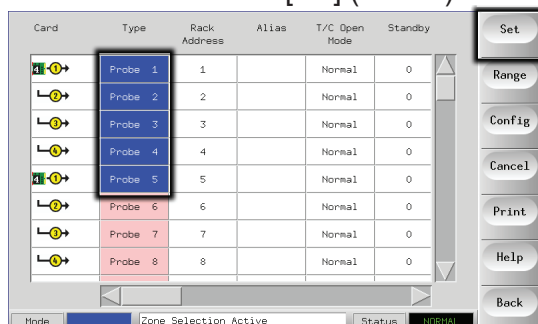 Card Type Rack Address Alias T/C Open Mode Standby
4 1 Probe 1 1 Normal 0
2 Probe 2 2 Normal 0
3 Probe 3 3 Normal 0
4 Probe 4 4 Normal 0
4 1 Probe 5 5 Normal 0
2 Probe 6 6 Normal 0
3 Probe 7 7 Normal 0
4 Probe 8 8 Normal 0
Set
Range
Config
Cancel
Print
Help
Back
Mode Zone Selection Active Status NORMAL